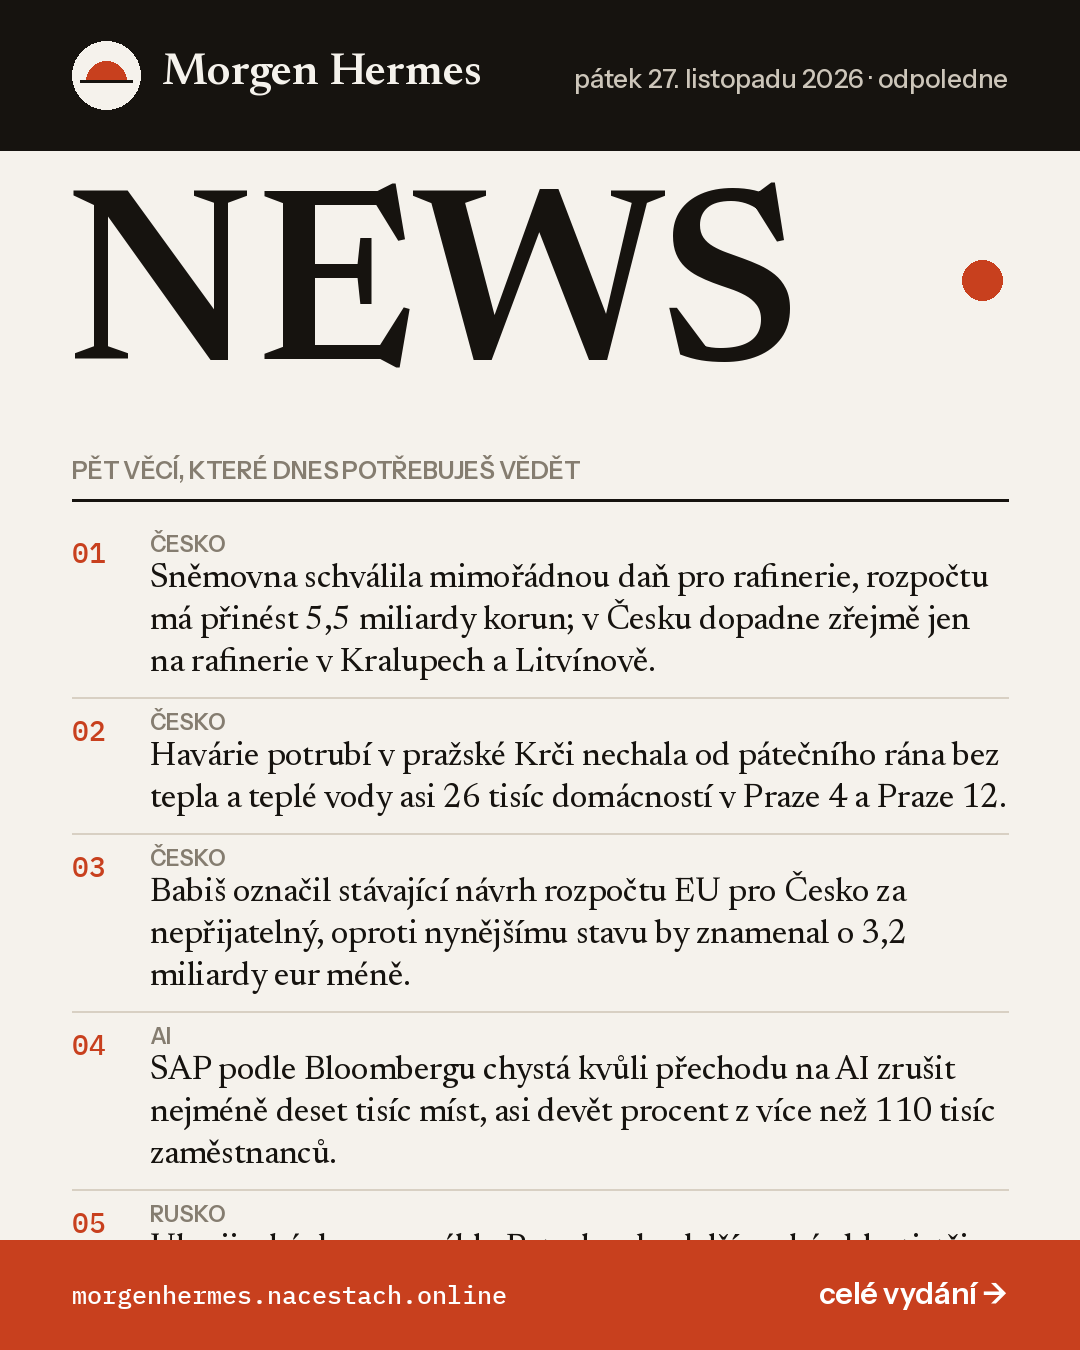 Morgen Hermes
pátek 27. listopadu 2026 · odpoledne
NEWS
PĚT VĚCÍ, KTERÉ DNES POTŘEBUJEŠ VĚDĚT
01
ČESKO
Sněmovna schválila mimořádnou daň pro rafinerie, rozpočtu
má přinést 5,5 miliardy korun; v Česku dopadne zřejmě jen
na rafinerie v Kralupech a Litvínově.
02
ČESKO
Havárie potrubí v pražské Krči nechala od pátečního rána bez
tepla a teplé vody asi 26 tisíc domácností v Praze 4 a Praze 12.
03
ČESKO
Babiš označil stávající návrh rozpočtu EU pro Česko za
nepřijatelný, oproti nynějšímu stavu by znamenal o 3,2
miliardy eur méně.
04
AI
SAP podle Bloombergu chystá kvůli přechodu na AI zrušit
nejméně deset tisíc míst, asi devět procent z více než 110 tisíc
zaměstnanců.
05
RUSKO
morgenhermes.nacestach.online
celé vydání →